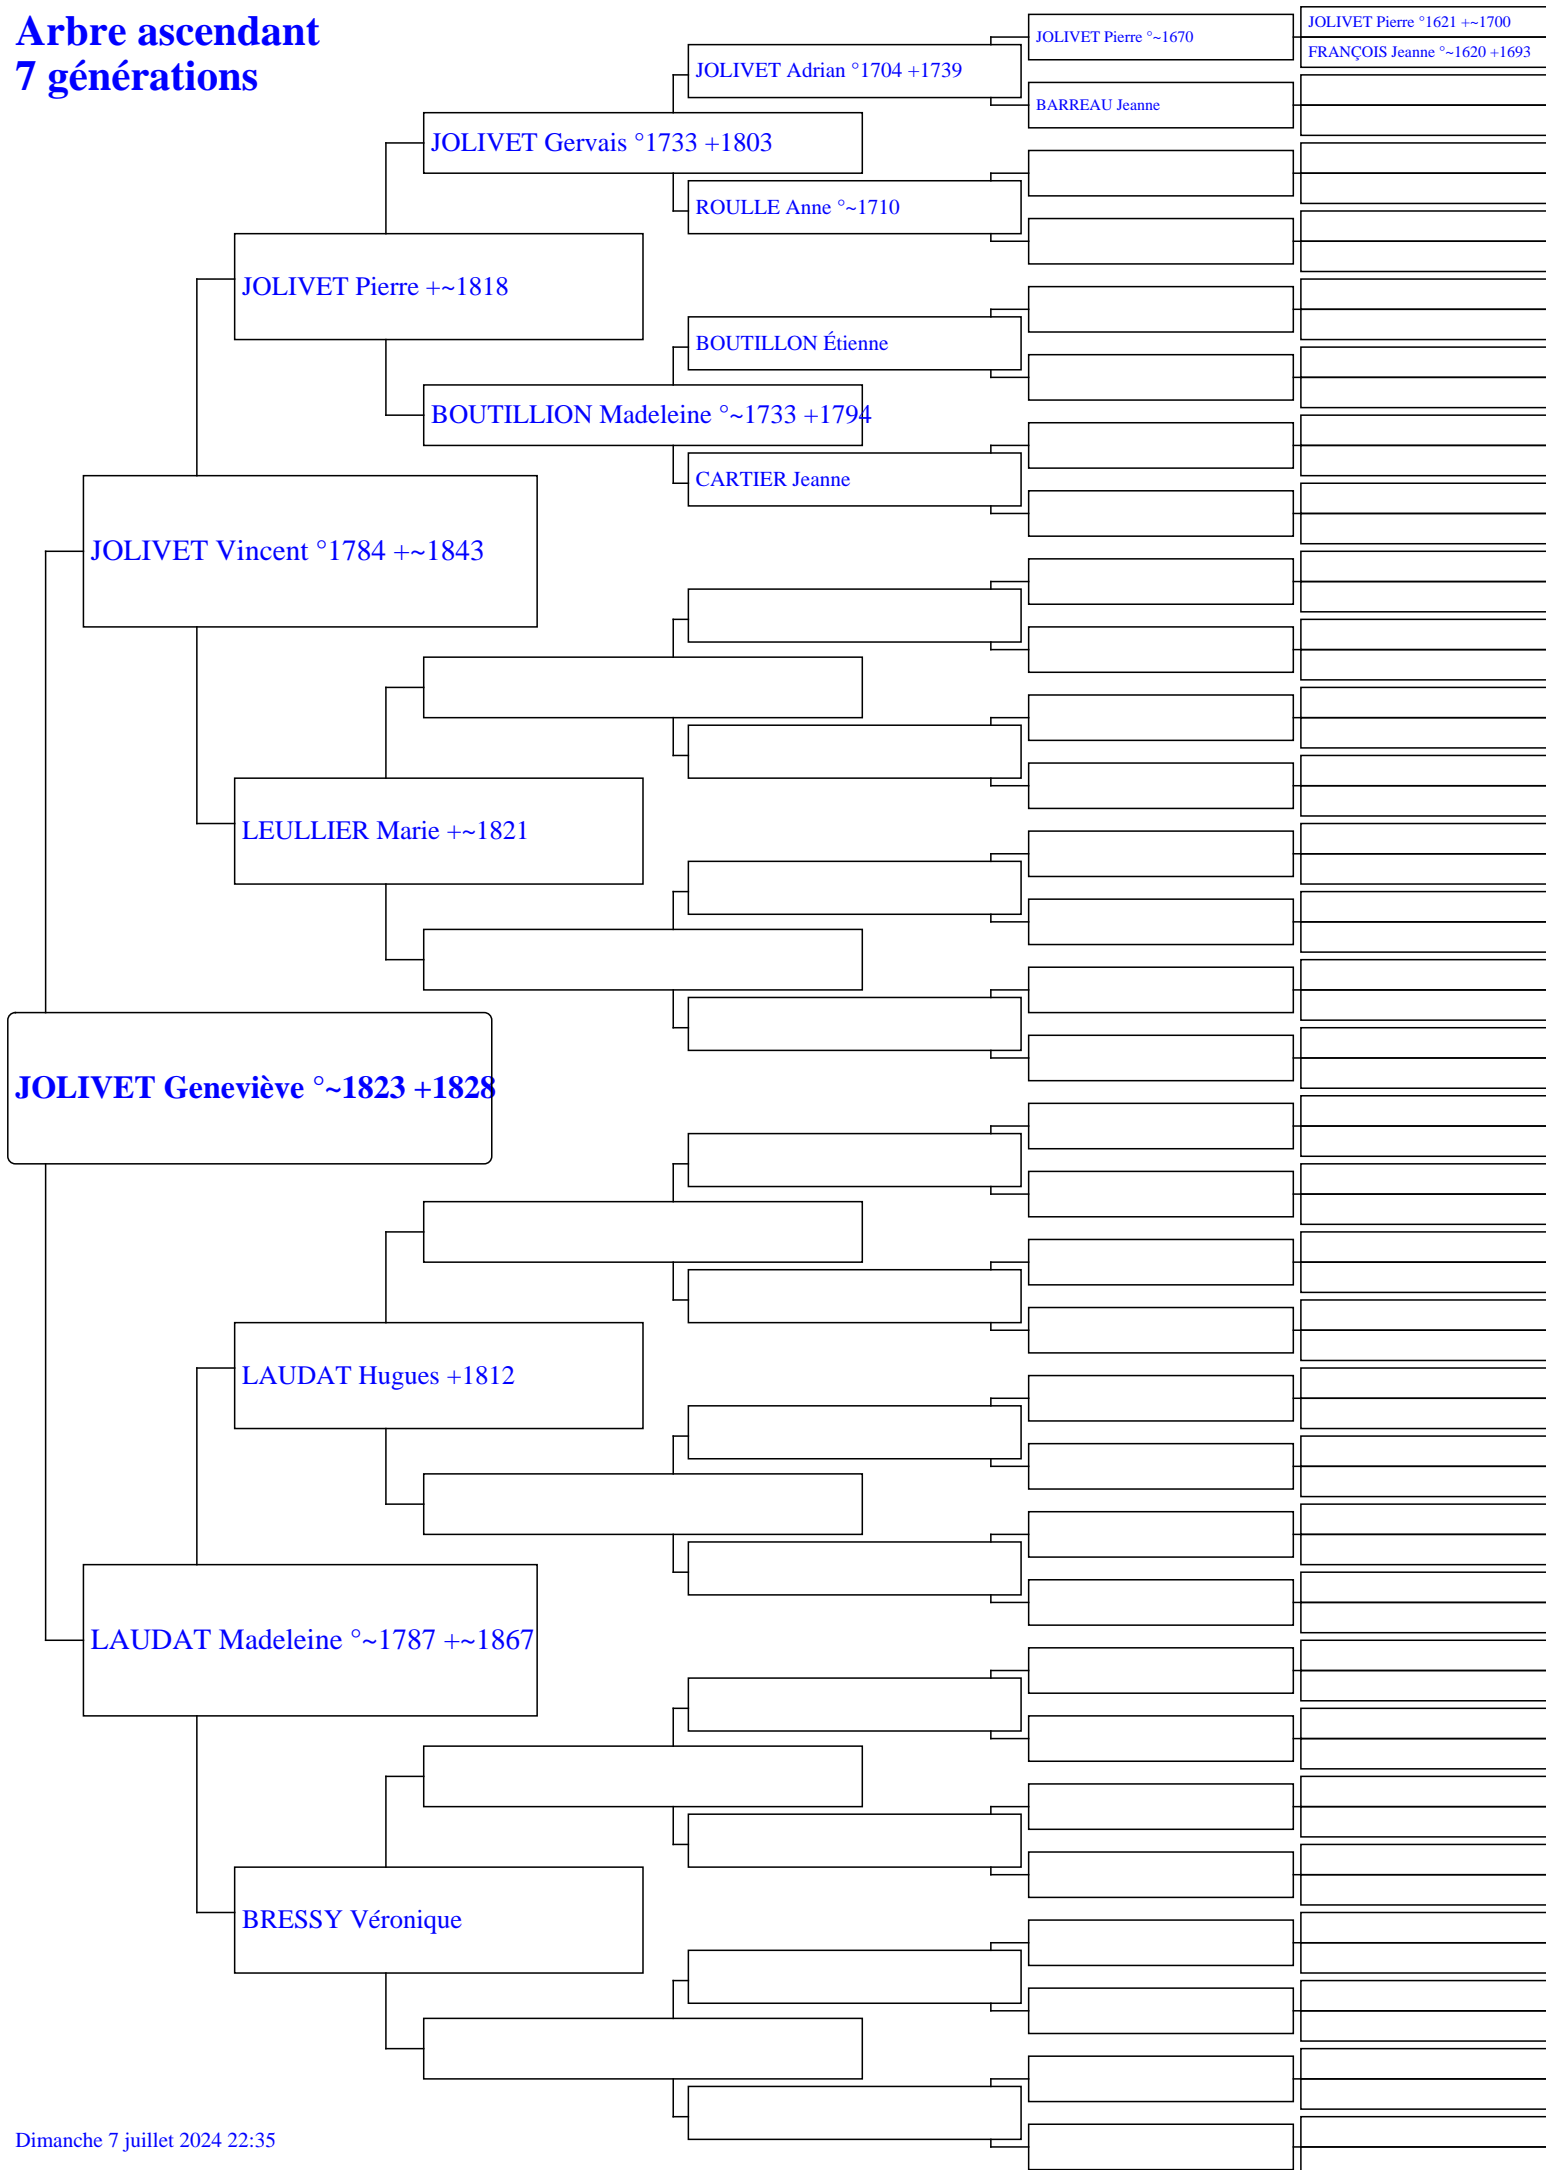 Arbre ascendant
7 générations
JOLIVET Pierre °1621 +~1700
FRANÇOIS Jeanne °~1620 +1693
JOLIVET Pierre °~1670
BARREAU Jeanne
JOLIVET Adrian °1704 +1739
ROULLE Anne °~1710
JOLIVET Gervais °1733 +1803
BOUTILLON Étienne
CARTIER Jeanne
BOUTILLION Madeleine °~1733 +1794
JOLIVET Pierre +~1818
JOLIVET Vincent °1784 +~1843
LEULLIER Marie +~1821
JOLIVET Geneviève °~1823 +1828
LAUDAT Hugues +1812
LAUDAT Madeleine °~1787 +~1867
BRESSY Véronique
Dimanche 7 juillet 2024 22:35